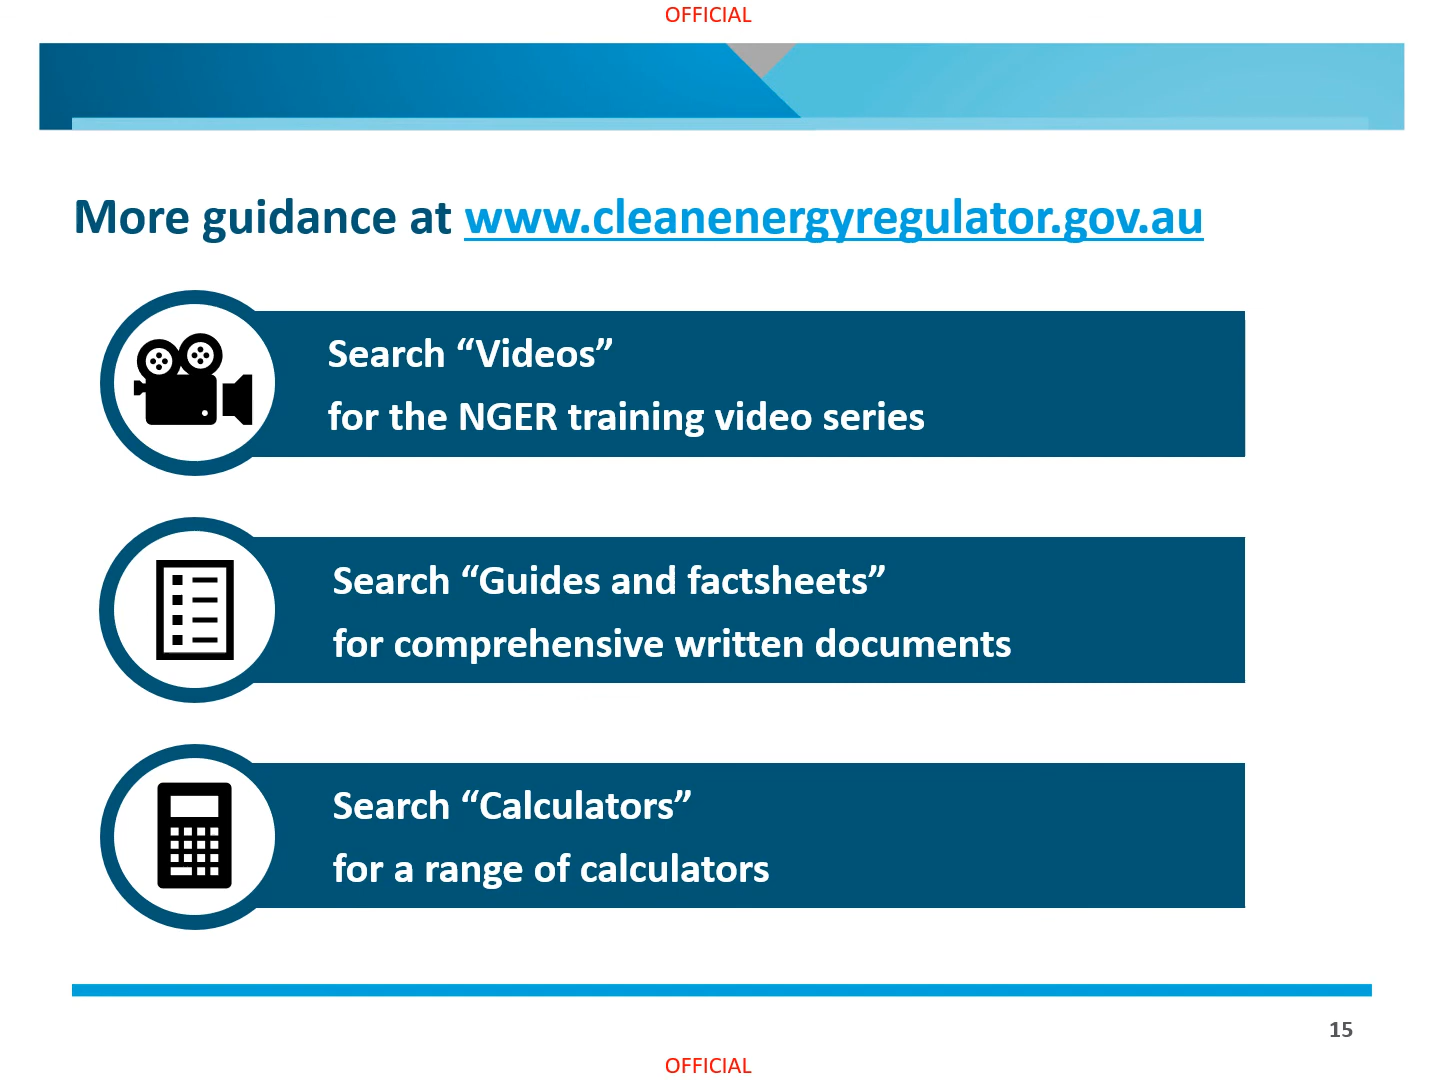 OFFICIAL
More guidance at www.cleanenergyregulator.gov.au
Search “Videos”
for the NGER training video series
Search “Guides and factsheets”
for comprehensive written documents
Search “Calculators”
for a range of calculators
15
OFFICIAL